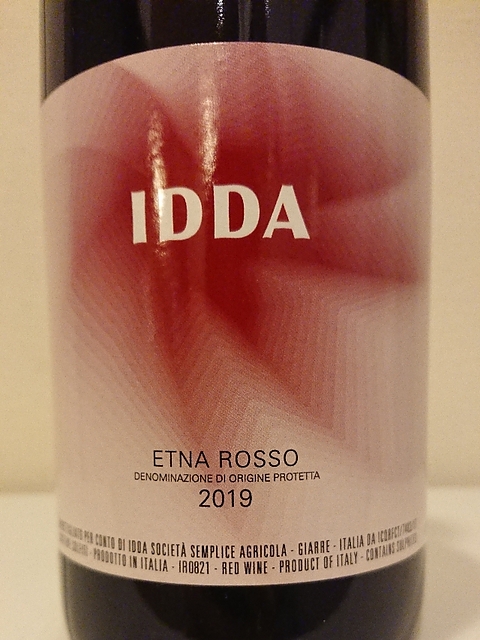 IDDA
ETNA ROSSO
DENOMINAZIONE DI ORIGINE PROTETTA
2019
PER CONTO DI IDDA SOCIETÀ SEMPLICE AGRICOLA - GIARRE - ITALIA DA
- PRODOTTO IN ITALIA - IR0821 - RED WINE - PRODUCT OF ITALY - CONTAINS